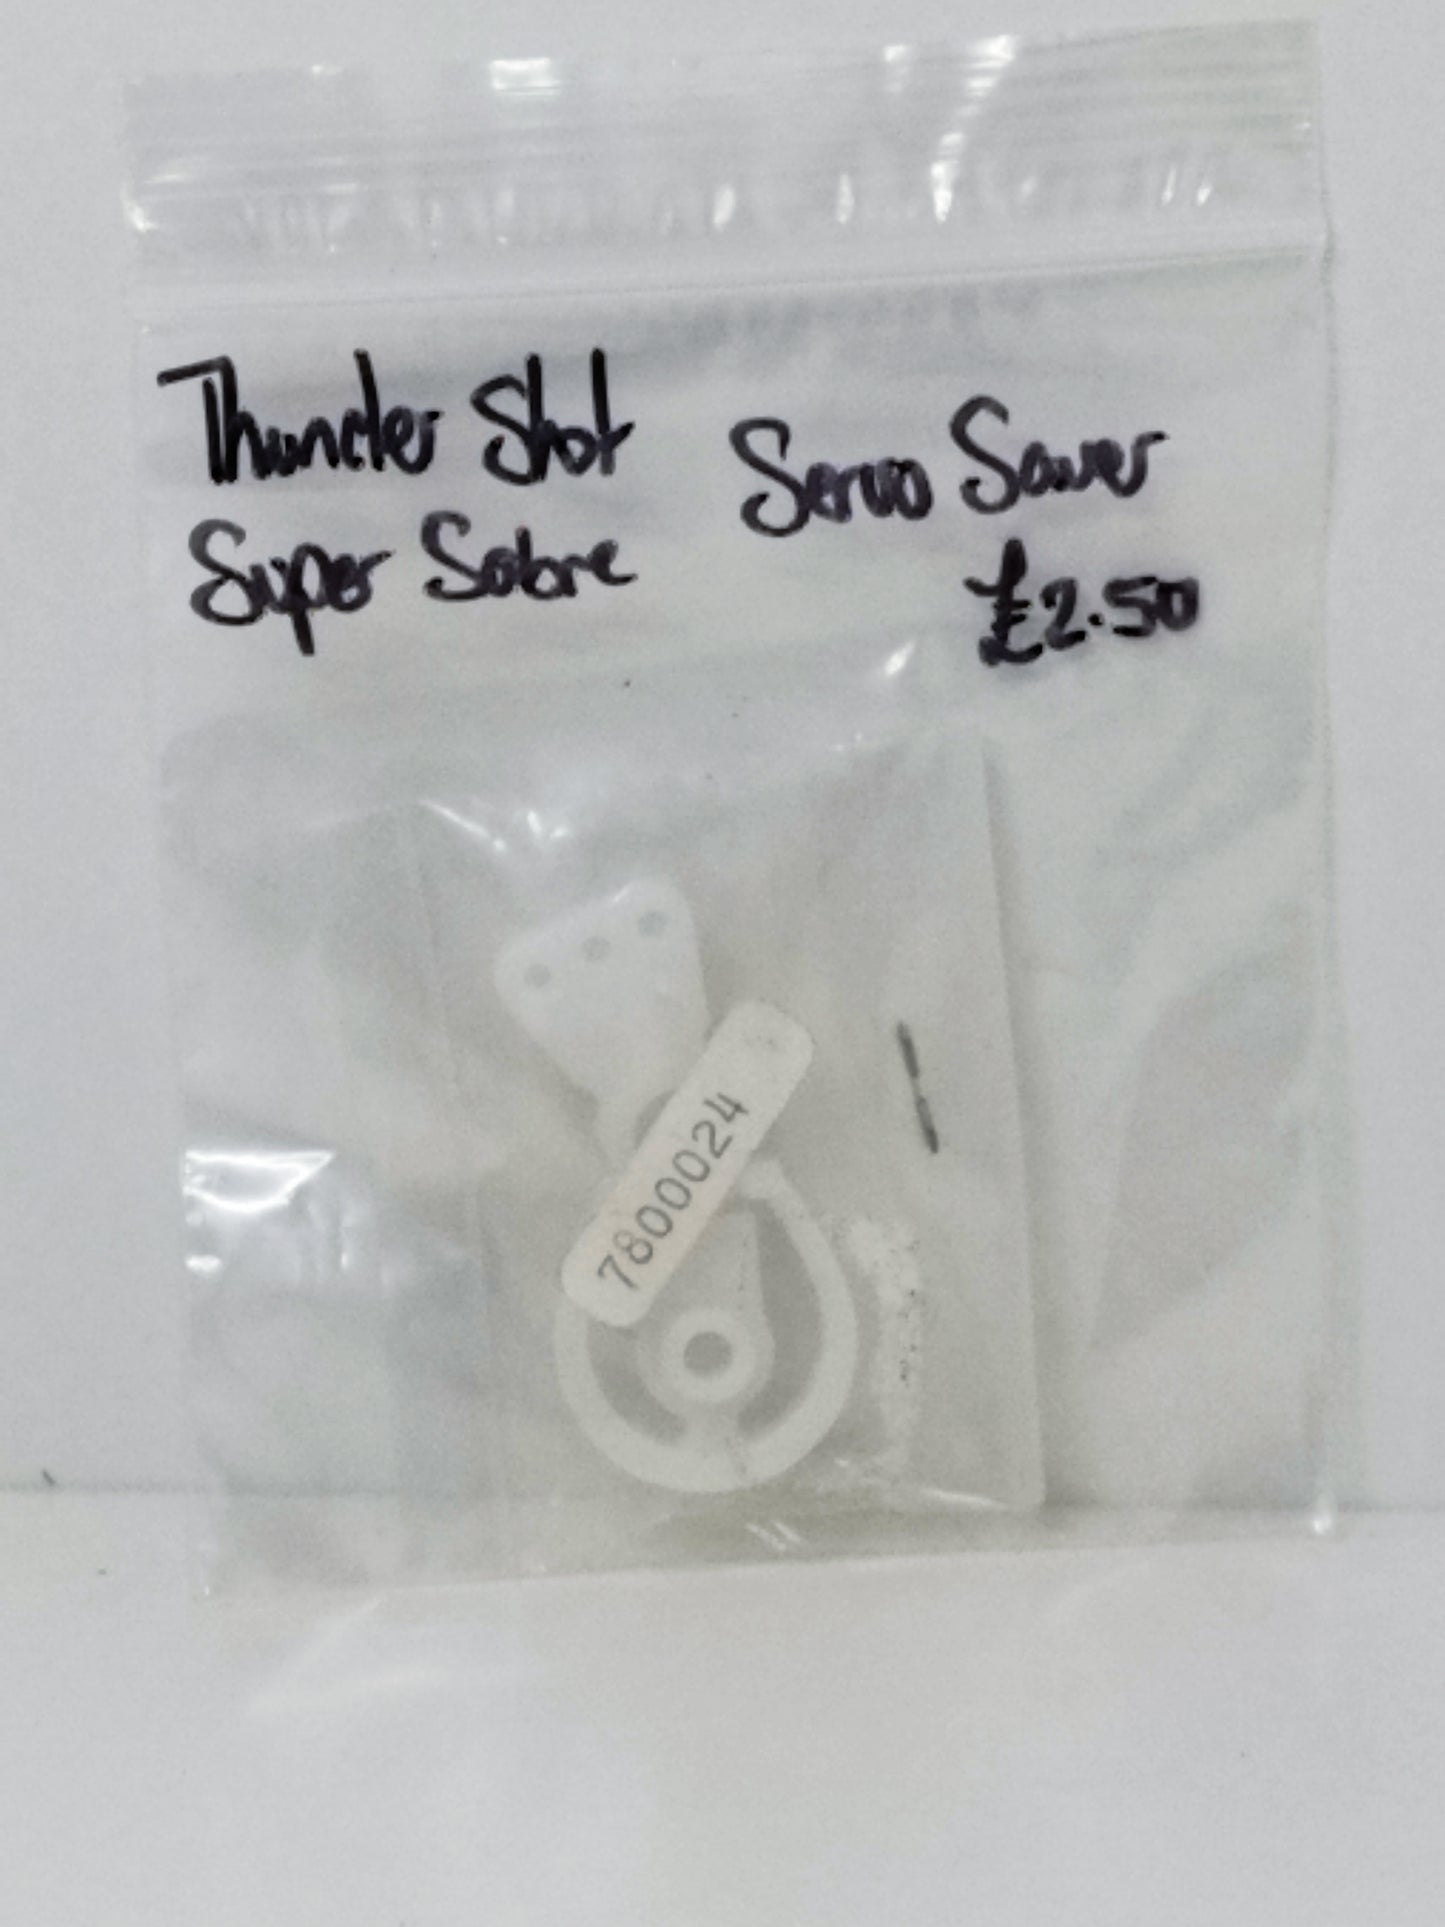 Thunder Shot
Super Sabre
Servo Saver
£2.50
7800024